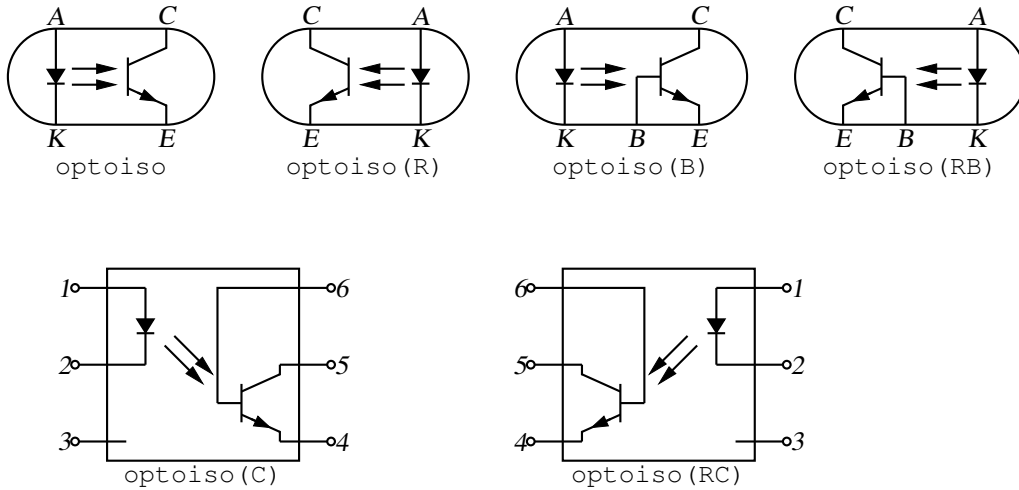 A C C A A C C A
K E E K K B E E B K
optoiso optoiso(R) optoiso(B) optoiso(RB)
1 6 6 1
2 5 5 2
3 4 4 3
optoiso(C) optoiso(RC)